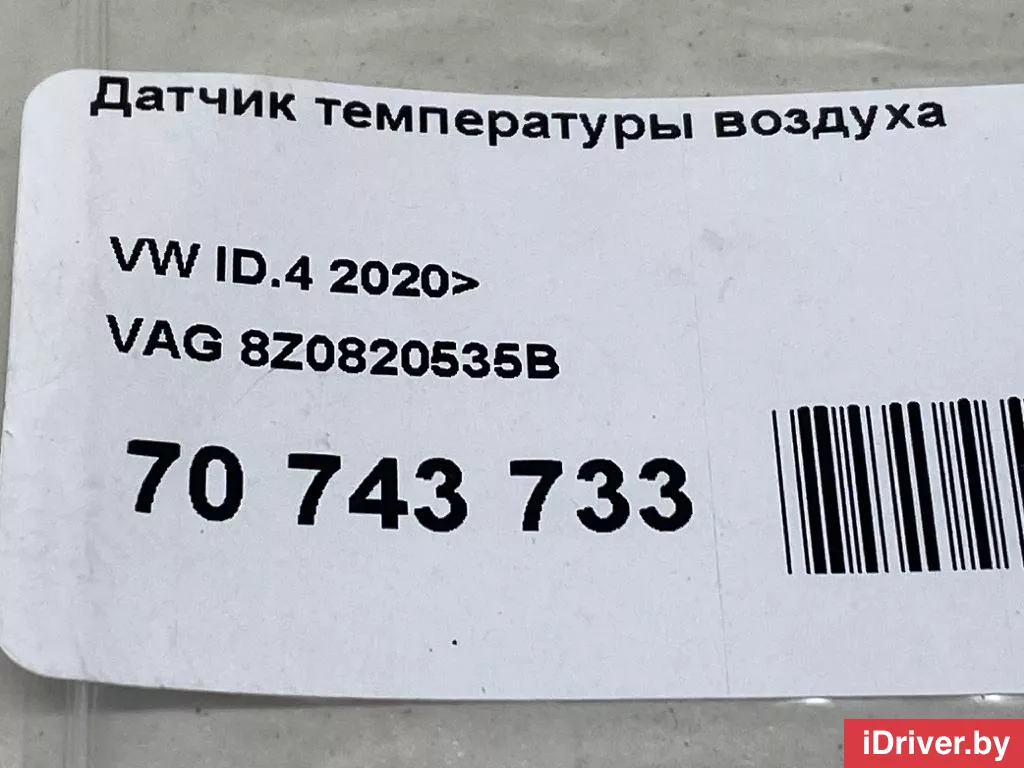 Датчик температуры воздуха
VW ID.4 2020>
VAG 8Z0820535B
70 743 733
iDriver.by